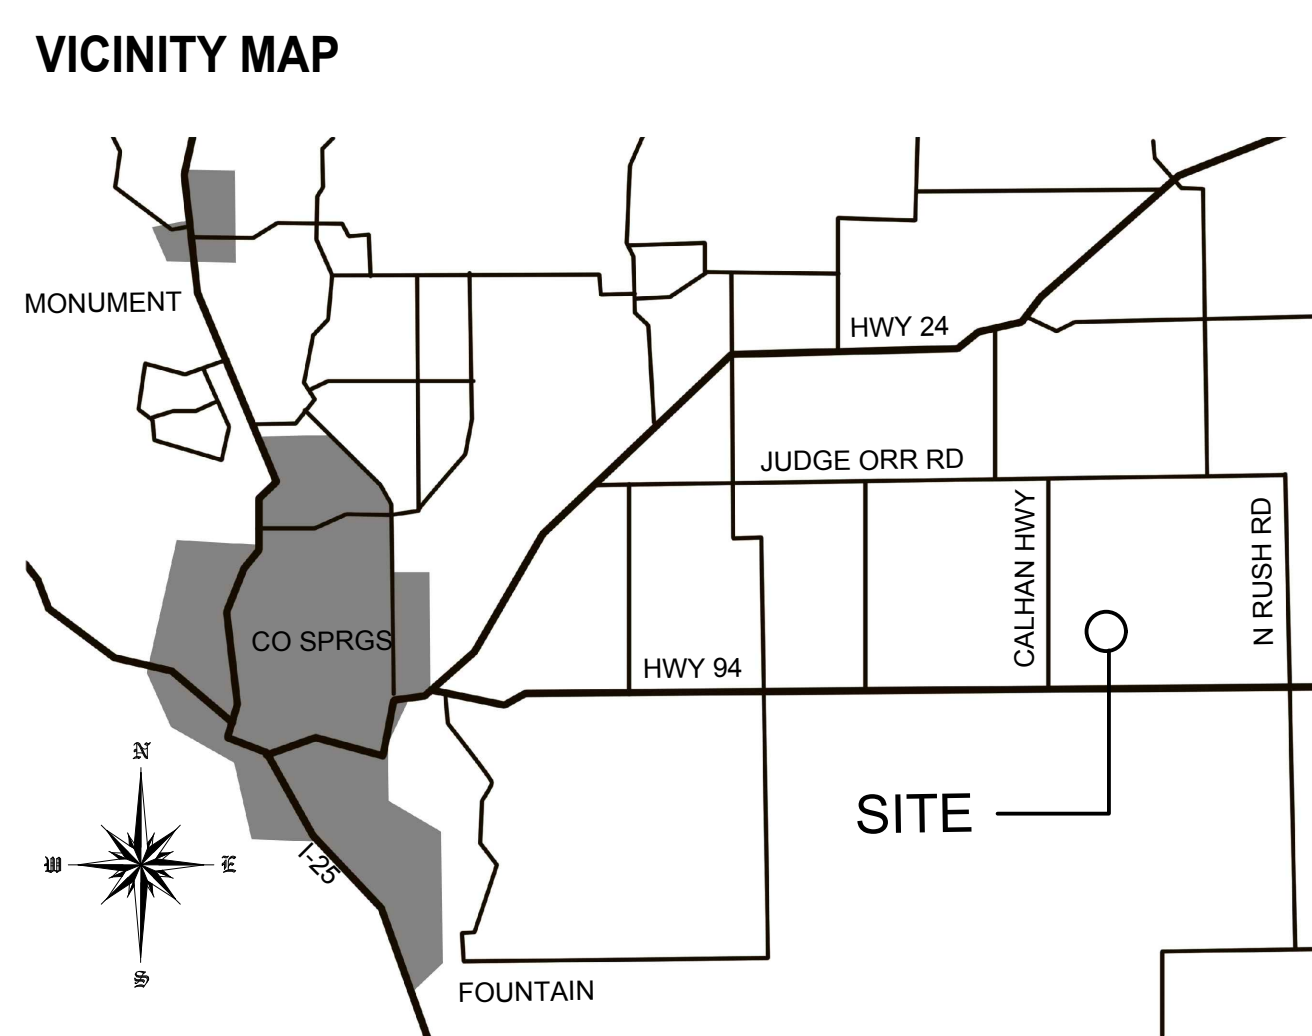 VICINITY MAP
MONUMENT
HWY 24
JUDGE ORR RD
CALHAN HWY
N RUSH RD
CO SPRGS
HWY 94
N
W
E
S
SITE
I-25
FOUNTAIN